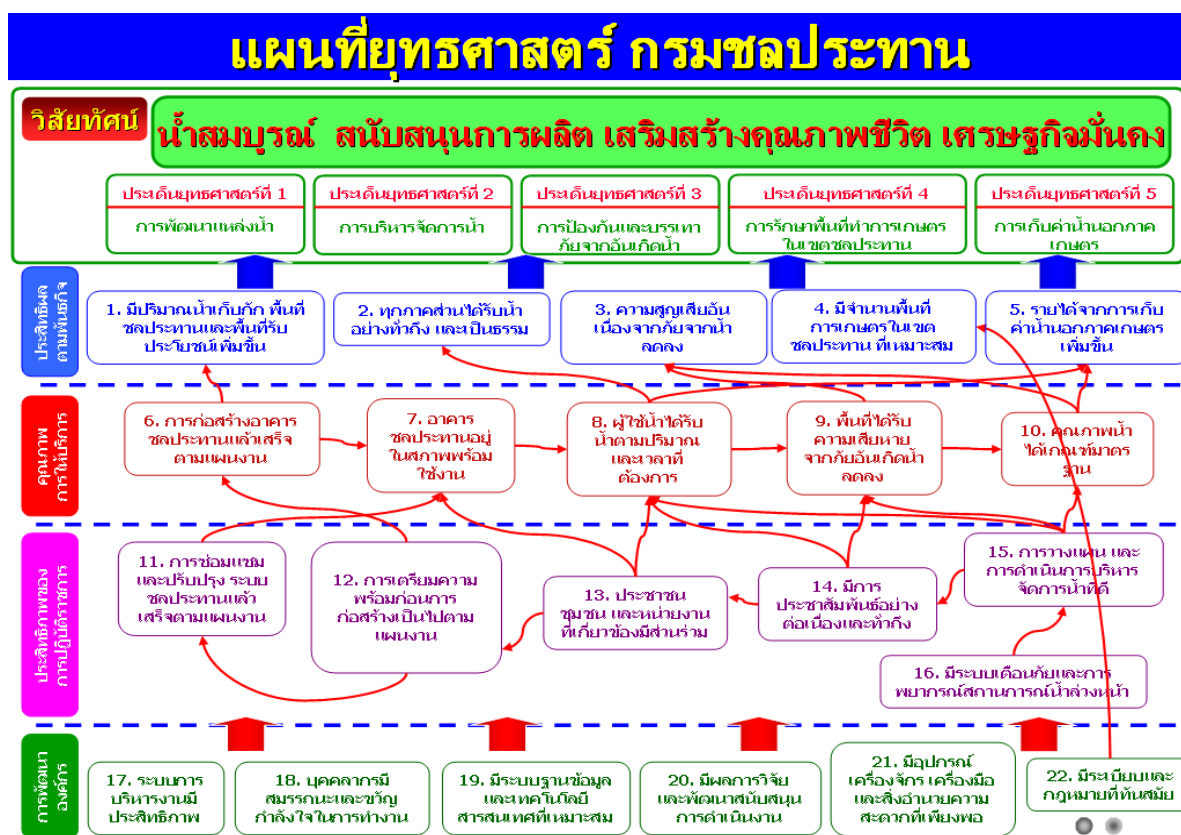 แผนที่ยุทธศาสตร์ กรมชลประทาน
วิสัยทัศน์
น้ำสมบูรณ์ สนับสนุนการผลิต เสริมสร้างคุณภาพชีวิต เศรษฐกิจมั่นคง
ประเด็นยุทธศาสตร์ที่ 1
การพัฒนาแหล่งน้ำ
ประเด็นยุทธศาสตร์ที่ 2
การบริหารจัดการน้ำ
ประเด็นยุทธศาสตร์ที่ 3
การป้องกันและบรรเทา
ภัยจากอันเกิดน้ำ
ประเด็นยุทธศาสตร์ที่ 4
การรักษาพื้นที่ทำการเกษตร
ในเขตชลประทาน
ประเด็นยุทธศาสตร์ที่ 5
การเก็บค่าน้ำนอกภาค
เกษตร
ประสิทธิผล
ตามพันธกิจ
1. มีปริมาณน้ำเก็บกัก พื้นที่
ชลประทานและพื้นที่รับ
ประโยชน์เพิ่มขึ้น
2. ทุกภาคส่วนได้รับน้ำ
อย่างทั่วถึง และเป็นธรรม
3. ความสูญเสียอัน
เนื่องจากภัยจากน้ำ
ลดลง
4. มีจำนวนพื้นที่
การเกษตรในเขต
ชลประทาน ที่เหมาะสม
5. รายได้จากการเก็บ
ค่าน้ำนอกภาคเกษตร
เพิ่มขึ้น
คุณภาพ
การให้บริการ
6. การก่อสร้างอาคาร
ชลประทานแล้วเสร็จ
ตามแผนงาน
7. อาคาร
ชลประทานอยู่
ในสภาพพร้อม
ใช้งาน
8. ผู้ใช้น้ำได้รับ
น้ำตามปริมาณ
และเวลาที่
ต้องการ
9. พื้นที่ได้รับ
ความเสียหาย
จากภัยอันเกิดน้ำ
ลดลง
10. คุณภาพน้ำ
ได้เกณฑ์มาตร
ฐาน
ประสิทธิภาพของ
การปฏิบัติราชการ
11. การซ่อมแซม
และปรับปรุง ระบบ
ชลประทานแล้ว
เสร็จตามแผนงาน
12. การเตรียมความ
พร้อมก่อนการ
ก่อสร้างเป็นไปตาม
แผนงาน
13. ประชาชน
ชุมชน และหน่วยงาน
ที่เกี่ยวข้องมีส่วนร่วม
14. มีการ
ประชาสัมพันธ์อย่าง
ต่อเนื่องและทั่วถึง
15. การวางแผน และ
การดำเนินการบริหาร
จัดการน้ำที่ดี
16. มีระบบเตือนภัยและการ
พยากรณ์สถานการณ์น้ำล่วงหน้า
การพัฒนา
องค์กร
17. ระบบการ
บริหารงานมี
ประสิทธิภาพ
18. บุคคลากรมี
สมรรถนะและขวัญ
กำลังใจในการทำงาน
19. มีระบบฐานข้อมูล
และเทคโนโลยี
สารสนเทศที่เหมาะสม
20. มีผลการวิจัย
และพัฒนาสนับสนุน
การดำเนินงาน
21. มีอุปกรณ์
เครื่องจักร เครื่องมือ
และสิ่งอำนวยความ
สะดวกที่เพียงพอ
22. มีระเบียบและ
กฎหมายที่ทันสมัย